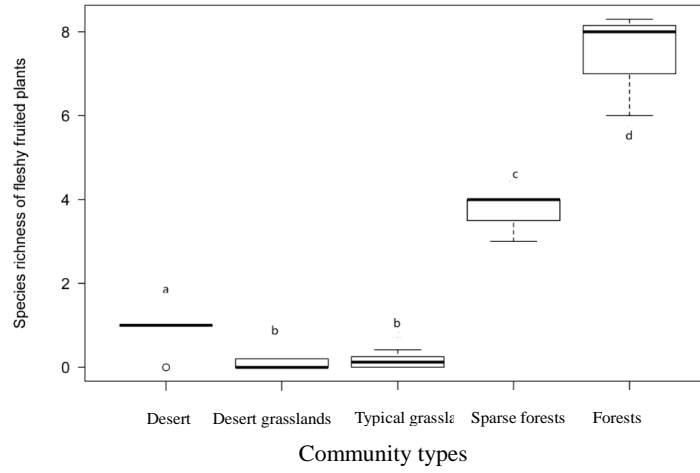 Species richness of fleshy fruited plants
8
6
4
2
0
a
b
b
c
d
Desert Desert grasslands Typical grassla Sparse forests Forests
Community types